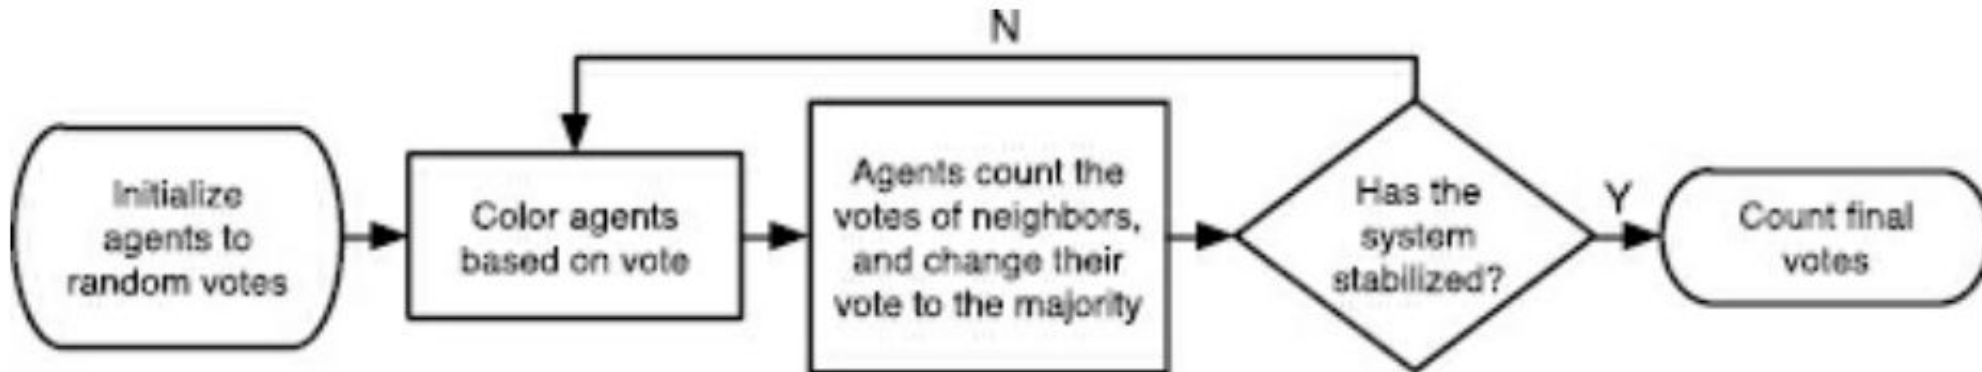 N
Initialize
agents to
random votes
Color agents
based on vote
Agents count the
votes of neighbors,
and change their
vote to the majority
Has the
system
stabilized?
Y
Count final
votes